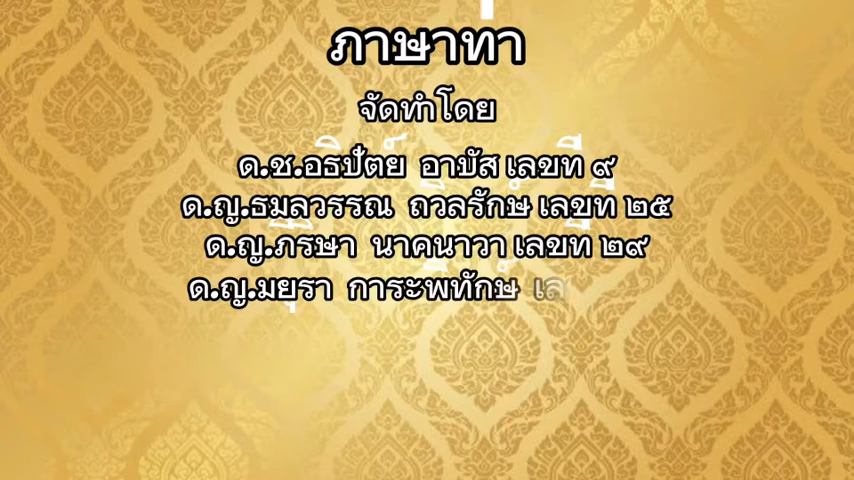 ภาษาท่า
จัดทำโดย
ด.ช.อธิปัตย์ อาบัส เลขที่ ๙
ด.ญ.ธมลวรรณ ถิ่วลรักษ์ เลขที่ ๒๕
ด.ญ.ภีรษา นาคนาวา เลขที่ ๒๙
ด.ญ.มยุรา การะพิทักษ์ เล